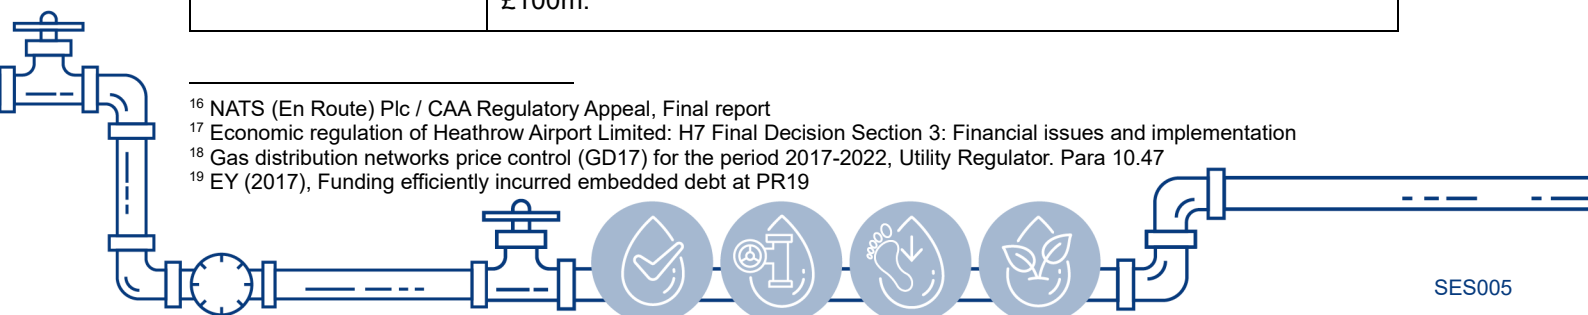 £100m.
16 NATS (En Route) Plc / CAA Regulatory Appeal, Final report
17 Economic regulation of Heathrow Airport Limited: H7 Final Decision Section 3: Financial issues and implementation
18 Gas distribution networks price control (GD17) for the period 2017-2022, Utility Regulator. Para 10.47
19 EY (2017), Funding efficiently incurred embedded debt at PR19
SES005